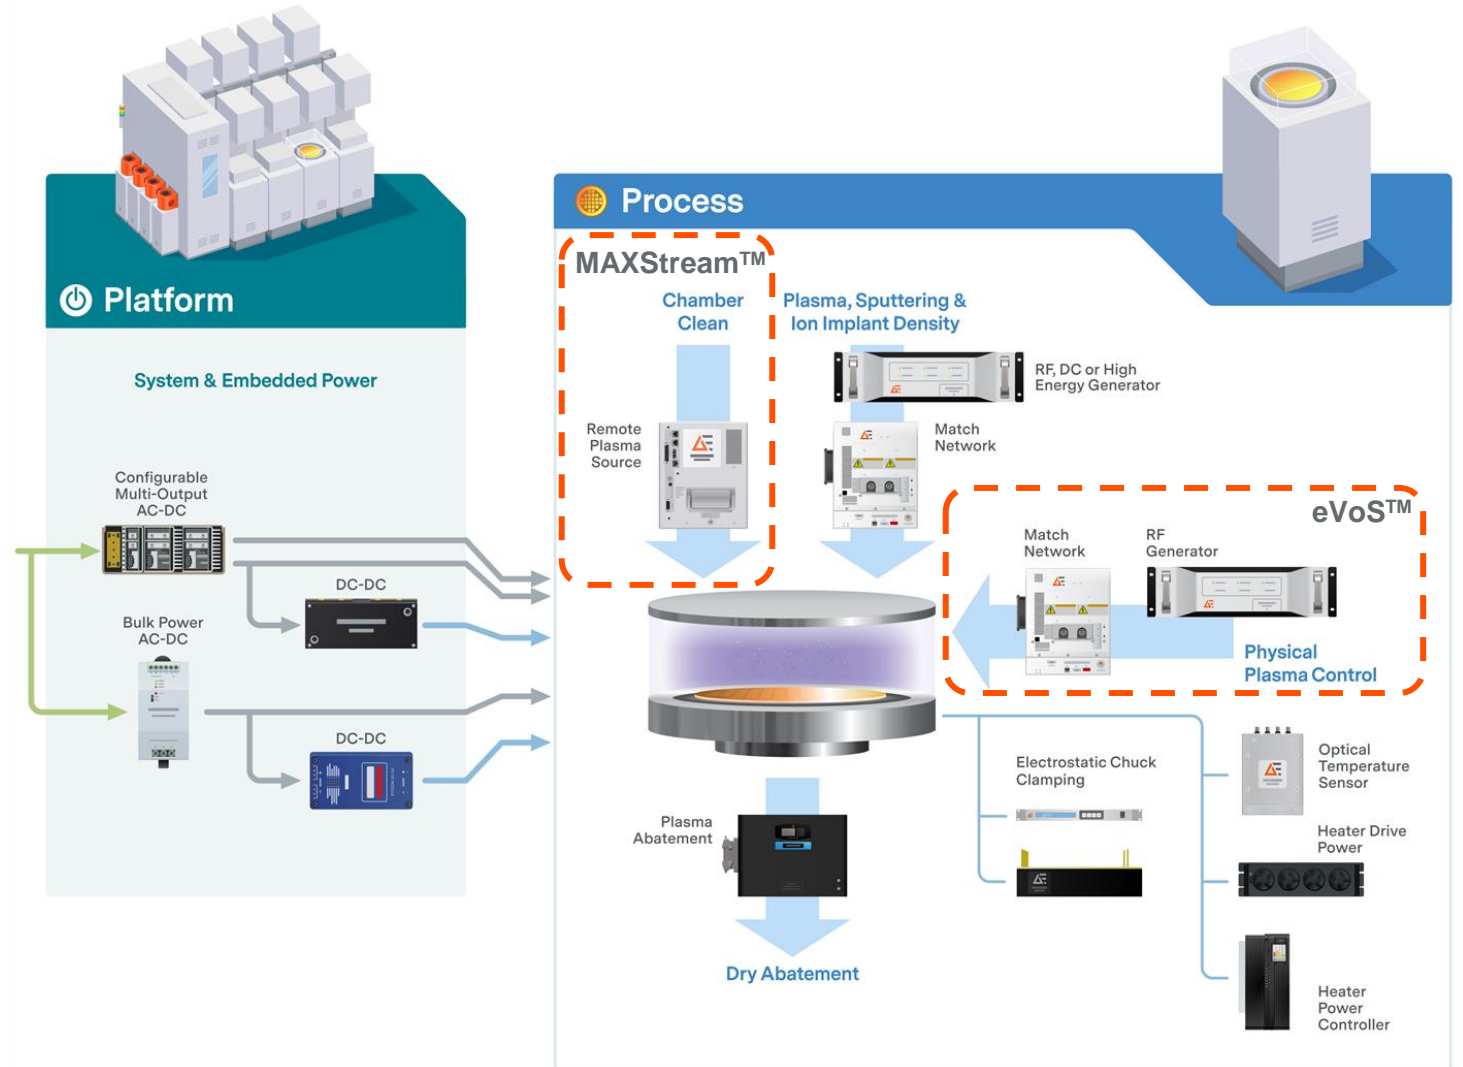 Process
MAXStream™
Platform
Chamber
Clean
Plasma, Sputtering &
Ion Implant Density
System & Embedded Power
RF, DC or High
Energy Generator
Remote
Plasma
Source
Match
Network
Configurable
Multi-Output
AC-DC
eVoS™
Match
Network
RF
Generator
DC-DC
Bulk Power
AC-DC
Physical
Plasma Control
DC-DC
Electrostatic Chuck
Clamping
Optical
Temperature
Sensor
Plasma
Abatement
Heater Drive
Power
Dry Abatement
Heater
Power
Controller